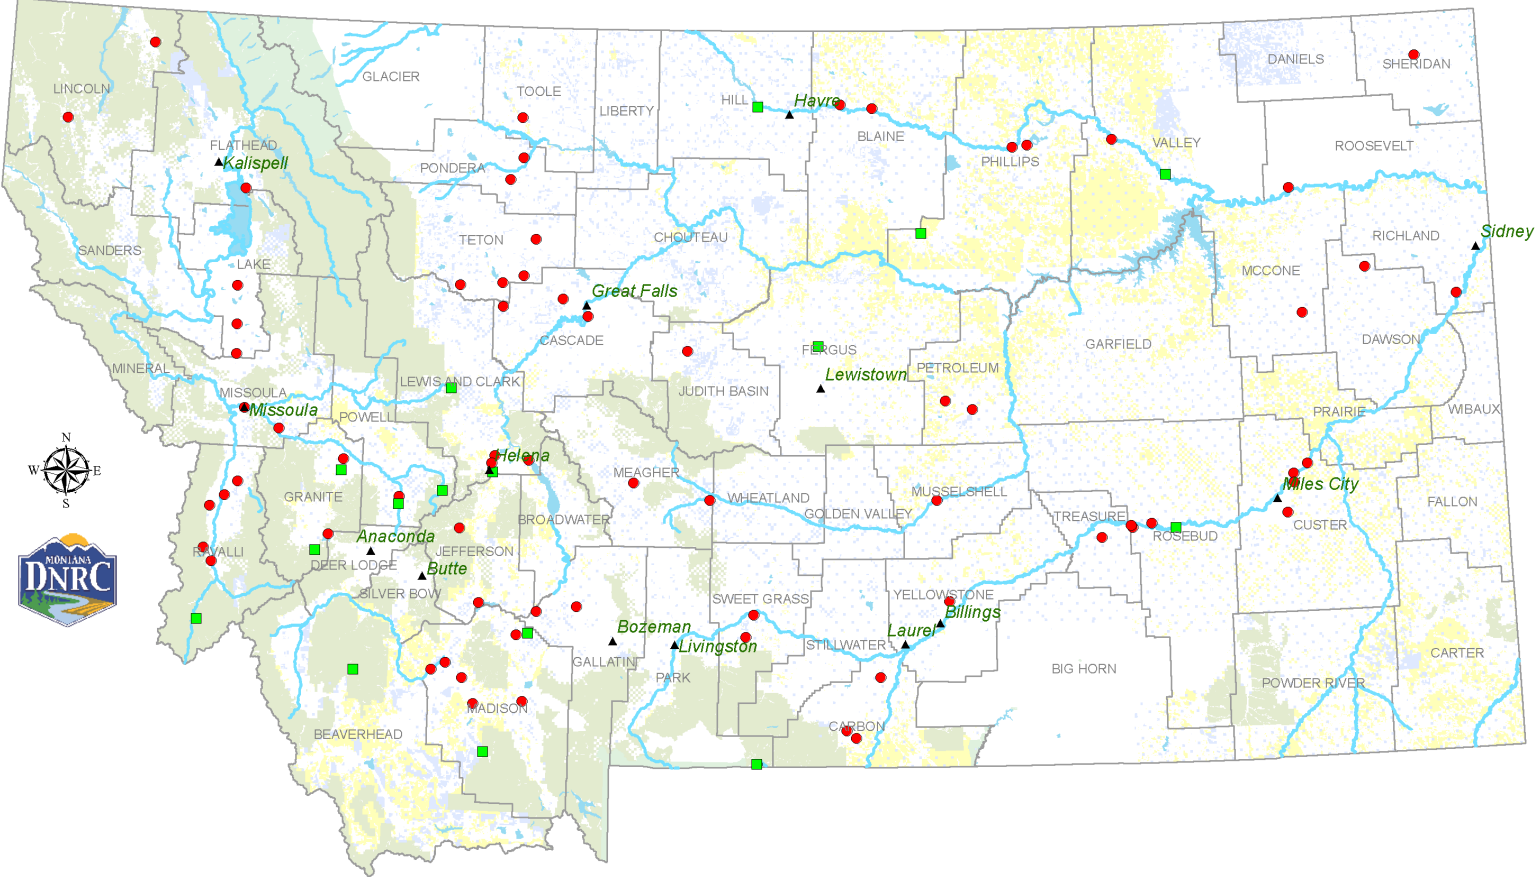 GLACIER
DANIELS
SHERIDAN
LINCOLN
TOOLE
LIBERTY
HILL
Havre
BLAINE
PHILLIPS
VALLEY
ROOSEVELT
FLATHEAD
Kalispell
PONDERA
SANDERS
LAKE
TETON
CHOUTEAU
RICHLAND
Sidney
MCCONE
Great Falls
CASCADE
FERGUS
GARFIELD
DAWSON
MINERAL
MISSOULA
LEWIS AND CLARK
JUDITH BASIN
Lewistown
PETROLEUM
Missoula
POWELL
PRAIRIE
WIBAUX
N
W
E
S
Helena
MEAGHER
GRANITE
WHEATLAND
GOLDEN VALLEY
MUSSELSHELL
Miles City
FALLON
BROADWATER
TREASURE
ROSEBUD
CUSTER
MONTANA
DNRC
RAVALLI
Anaconda
DEER LODGE
JEFFERSON
Butte
SILVER BOW
SWEET GRASS
YELLOWSTONE
Billings
Bozeman
Livingston
STILLWATER
Laurel
GALLATIN
PARK
BIG HORN
POWDER RIVER
CARTER
MADISON
BEAVERHEAD
CARBON